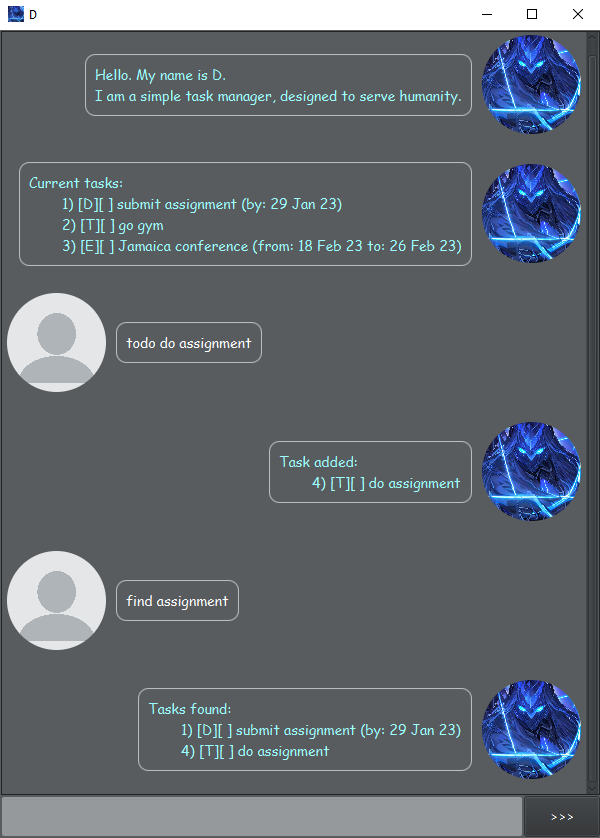 D
Hello. My name is D.
I am a simple task manager, designed to serve humanity.
Current tasks:
1) [D][ ] submit assignment (by: 29 Jan 23)
2) [T][ ] go gym
3) [E][ ] Jamaica conference (from: 18 Feb 23 to: 26 Feb 23)
todo do assignment
Task added:
4) [T][ ] do assignment
find assignment
Tasks found:
1) [D][ ] submit assignment (by: 29 Jan 23)
4) [T][ ] do assignment
>>>